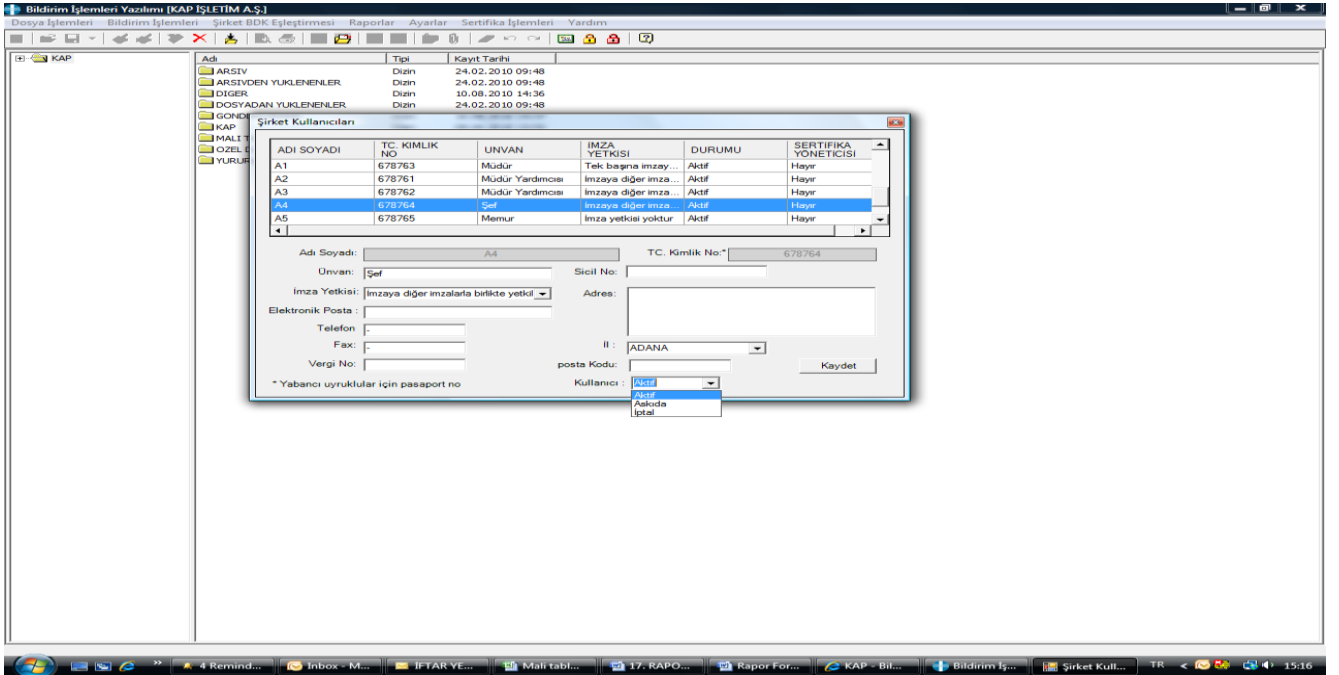 Bildirim İşlemleri Yazılımı [KAP İŞLETİM A.Ş.]
Dosya İşlemleri Bildirim İşlemleri Şirket BDK Eşleştirmesi Raporlar Ayarlar Sertifika İşlemleri Yardım
KAP
Adı Tipi Kayıt Tarihi
ARSIV Dizin 24.02.2010 09:48
ARSIVDEN YUKLENENLER Dizin 24.02.2010 09:48
DIGER Dizin 10.08.2010 14:36
DOSYADAN YUKLENENLER Dizin 24.02.2010 09:48
GOND
KAP
MALI T
OZEL D
YURUR
Şirket Kullanıcıları
ADI SOYADI TC. KIMLIK NO UNVAN IMZA YETKISI DURUMU SERTIFIKA YÖNETICISI
A1 678763 Müdür Tek başına imzay... Aktif Hayır
A2 678761 Müdür Yardımcısı İmzaya diğer imza... Aktif Hayır
A3 678762 Müdür Yardımcısı İmzaya diğer imza... Aktif Hayır
A4 678764 Şef İmzaya diğer imza... Aktif Hayır
A5 678765 Memur İmza yetkisi yoktur Aktif Hayır
Adı Soyadı: A4 TC. Kimlik No:* 678764
Ünvan: Şef Sicil No:
İmza Yetkisi: İmzaya diğer imzalarla birlikte yetkil Adres:
Elektronik Posta :
Telefon -
Fax: - İl : ADANA
Vergi No: posta Kodu: Kaydet
* Yabancı uyruklular için pasaport no Kullanıcı : Aktif
Aktif
Askıda
İptal
4 Remind... Inbox - M... İFTAR YE... Mali tabl... 17. RAPO... Rapor For... KAP - Bil... Bildirim İş... Şirket Kull... TR 15:16